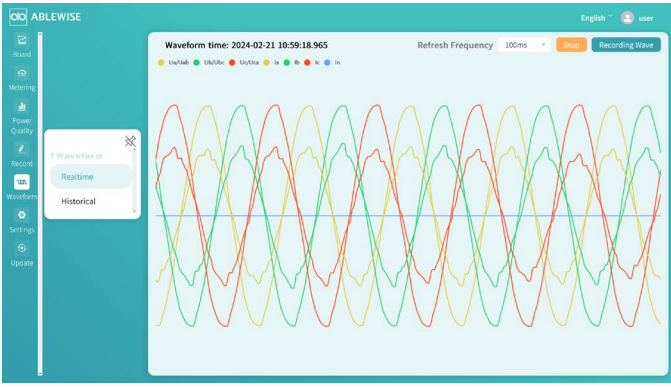 ABLEWISE
English
user
Board
Metering
Power
Quality
Record
Waveform
Settings
Update
Waveform
Realtime
Historical
Waveform time: 2024-02-21 10:59:18.965
Refresh Frequency
100ms
Stop
Recording Wave
Ua/Uab Ub/Ubc Uc/Uca Ia Ib Ic In